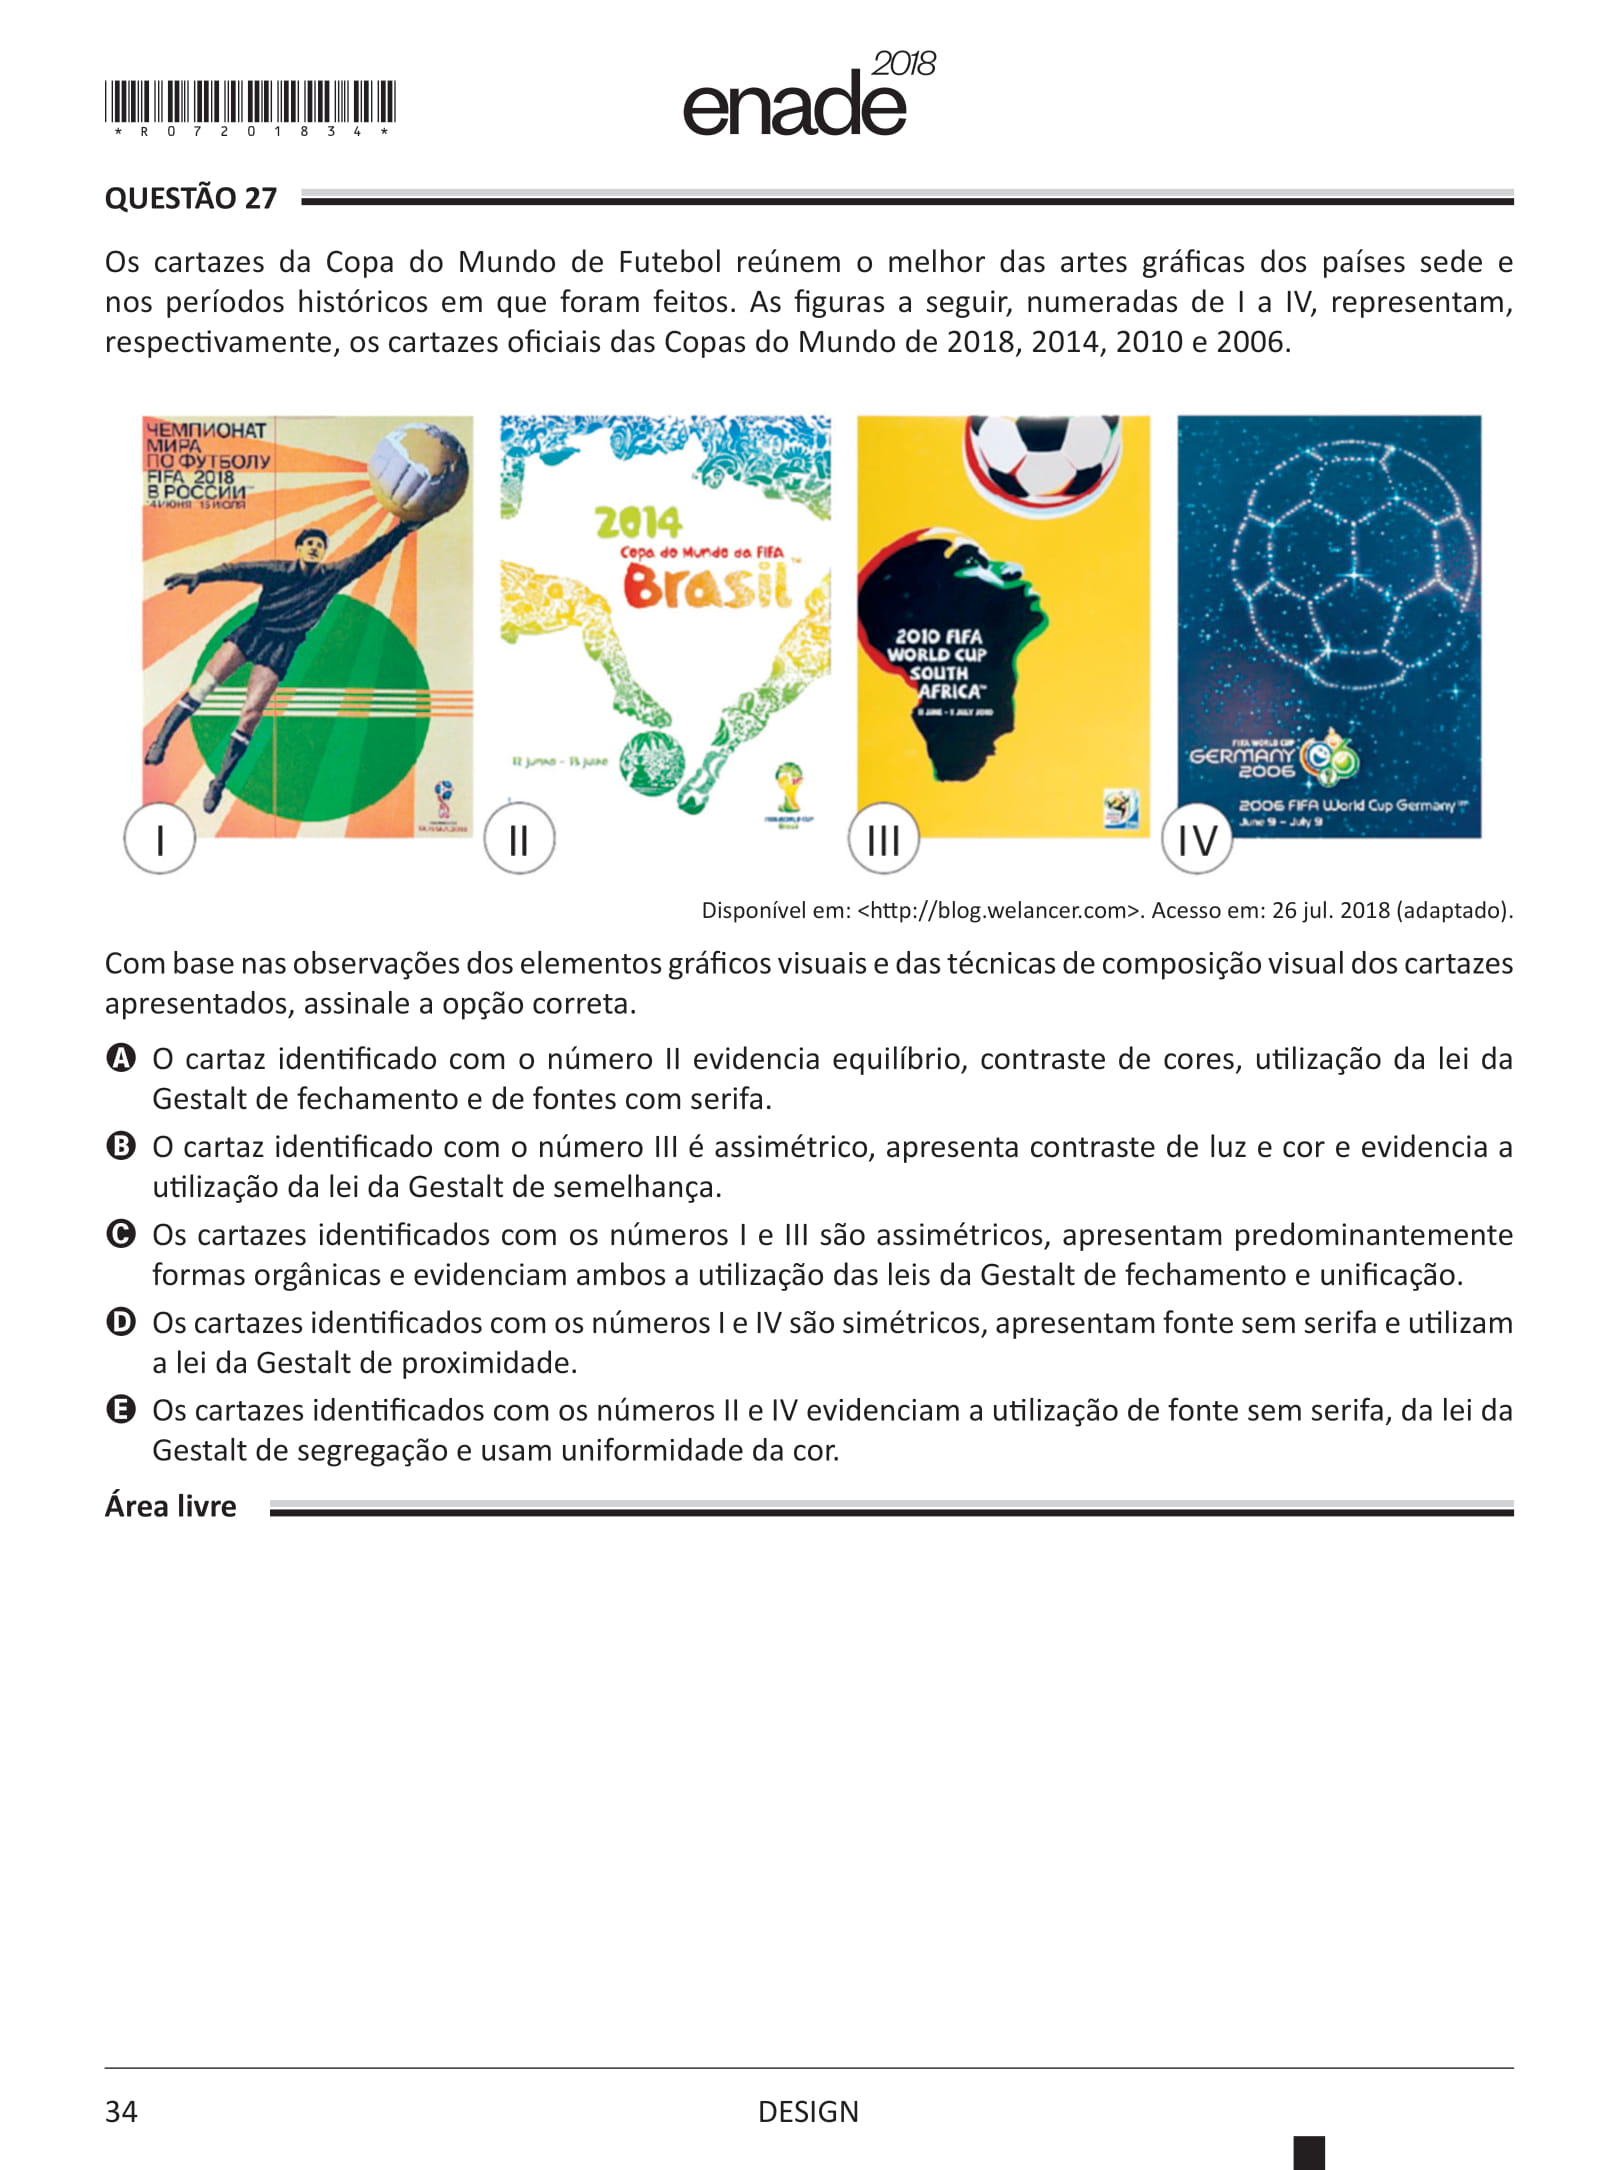 enade 2018
*R07201834*
QUESTÃO 27
Os cartazes da Copa do Mundo de Futebol reúnem o melhor das artes gráficas dos países sede e
nos períodos históricos em que foram feitos. As figuras a seguir, numeradas de I a IV, representam,
respectivamente, os cartazes oficiais das Copas do Mundo de 2018, 2014, 2010 e 2006.
ЧЕМПИОНАТ
МИРА
ПО ФУТБОЛУ
FIFA 2018
В РОССИИ™
14 ИЮНЯ 15 ИЮЛЯ
I
2014
Copa do Mundo da FIFA
Brasil™
12 junho - 13 julho
FIFA WORLD CUP
Brasil
II
2010 FIFA
WORLD CUP
SOUTH
AFRICA™
11 JUNE - 11 JULY 2010
III
FIFA WORLD CUP
GERMANY
2006
2006 FIFA World Cup Germany™
June 9 - July 9
IV
Disponível em: <http://blog.welancer.com>. Acesso em: 26 jul. 2018 (adaptado).
Com base nas observações dos elementos gráficos visuais e das técnicas de composição visual dos cartazes
apresentados, assinale a opção correta.
A O cartaz identificado com o número II evidencia equilíbrio, contraste de cores, utilização da lei da
Gestalt de fechamento e de fontes com serifa.
B O cartaz identificado com o número III é assimétrico, apresenta contraste de luz e cor e evidencia a
utilização da lei da Gestalt de semelhança.
C Os cartazes identificados com os números I e III são assimétricos, apresentam predominantemente
formas orgânicas e evidenciam ambos a utilização das leis da Gestalt de fechamento e unificação.
D Os cartazes identificados com os números I e IV são simétricos, apresentam fonte sem serifa e utilizam
a lei da Gestalt de proximidade.
E Os cartazes identificados com os números II e IV evidenciam a utilização de fonte sem serifa, da lei da
Gestalt de segregação e usam uniformidade da cor.
Área livre
34
DESIGN